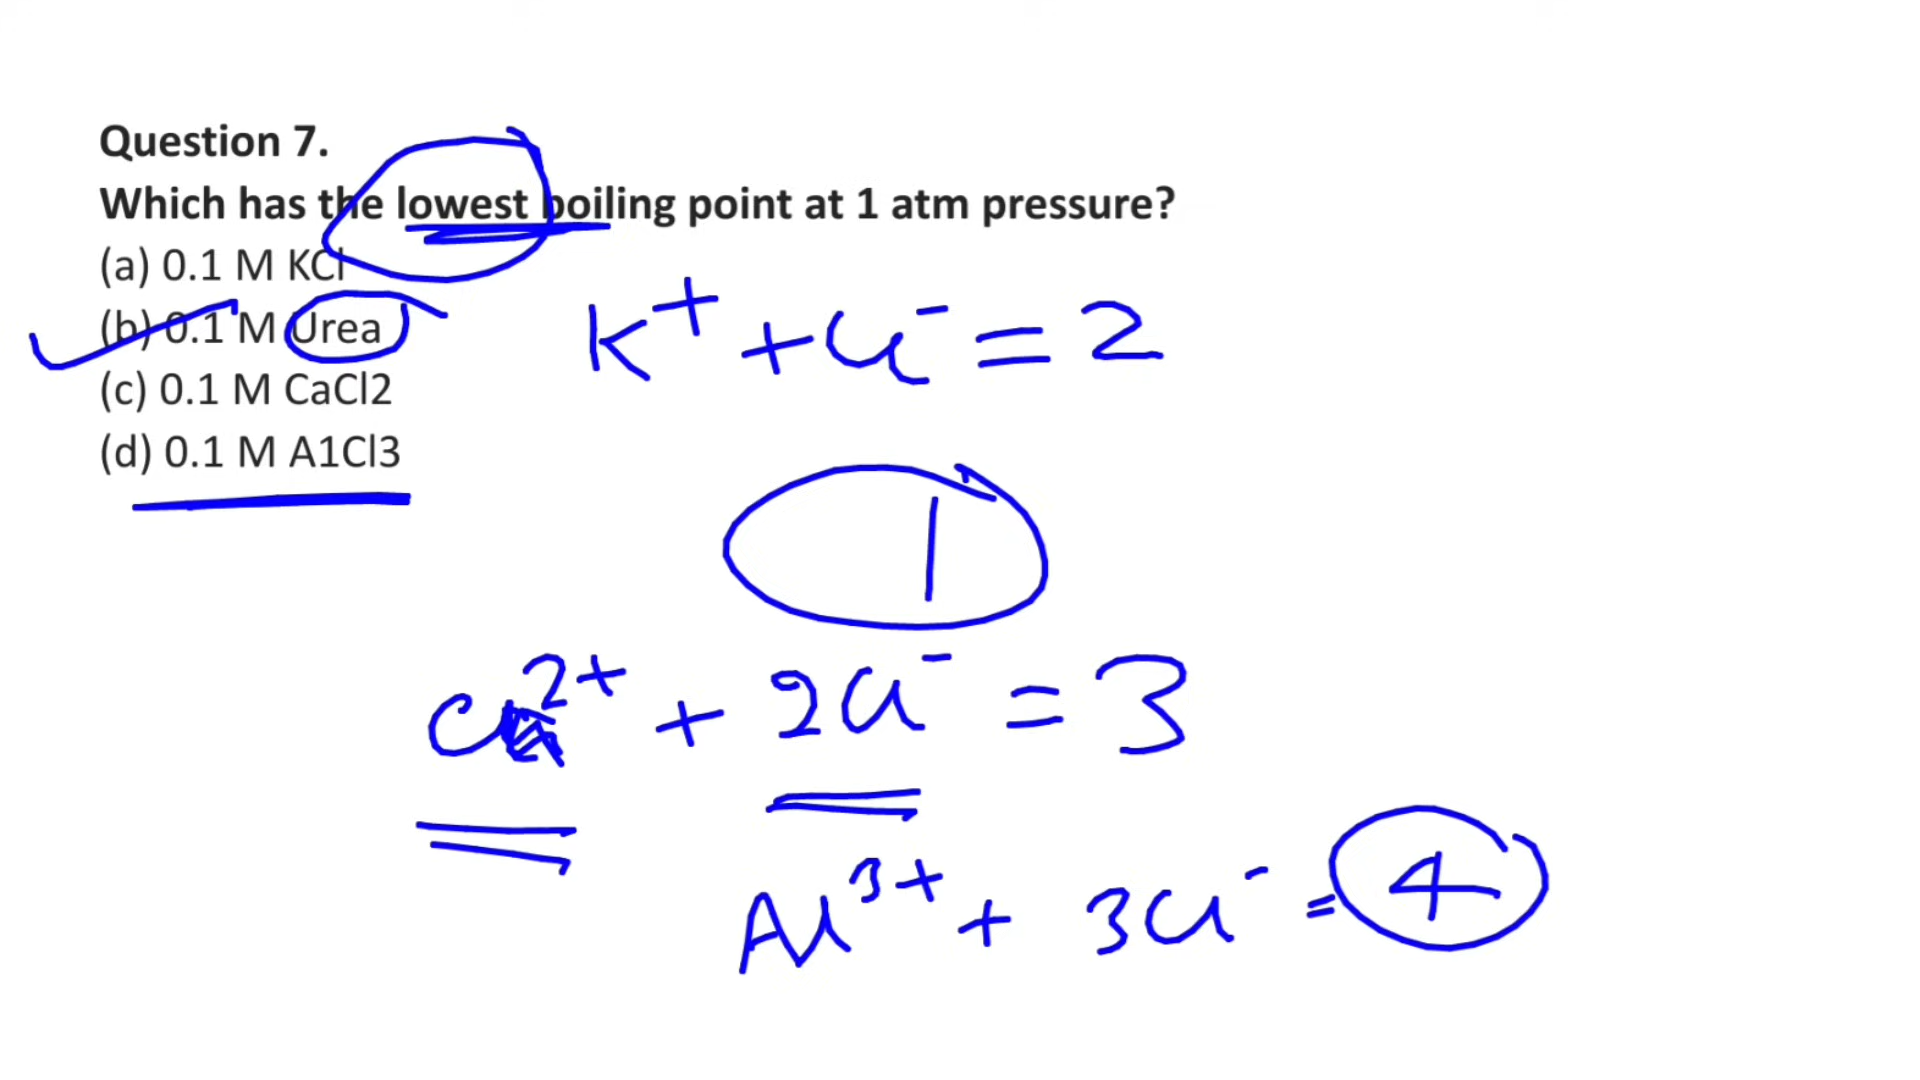 Question 7.
Which has the lowest boiling point at 1 atm pressure?
(a) 0.1 M KCl
(b) 0.1 M Urea
(c) 0.1 M CaCl2
(d) 0.1 M A1Cl3
K⁺ + Cl⁻ = 2
1
Ca²⁺ + 2Cl⁻ = 3
Al³⁺ + 3Cl⁻ = 4